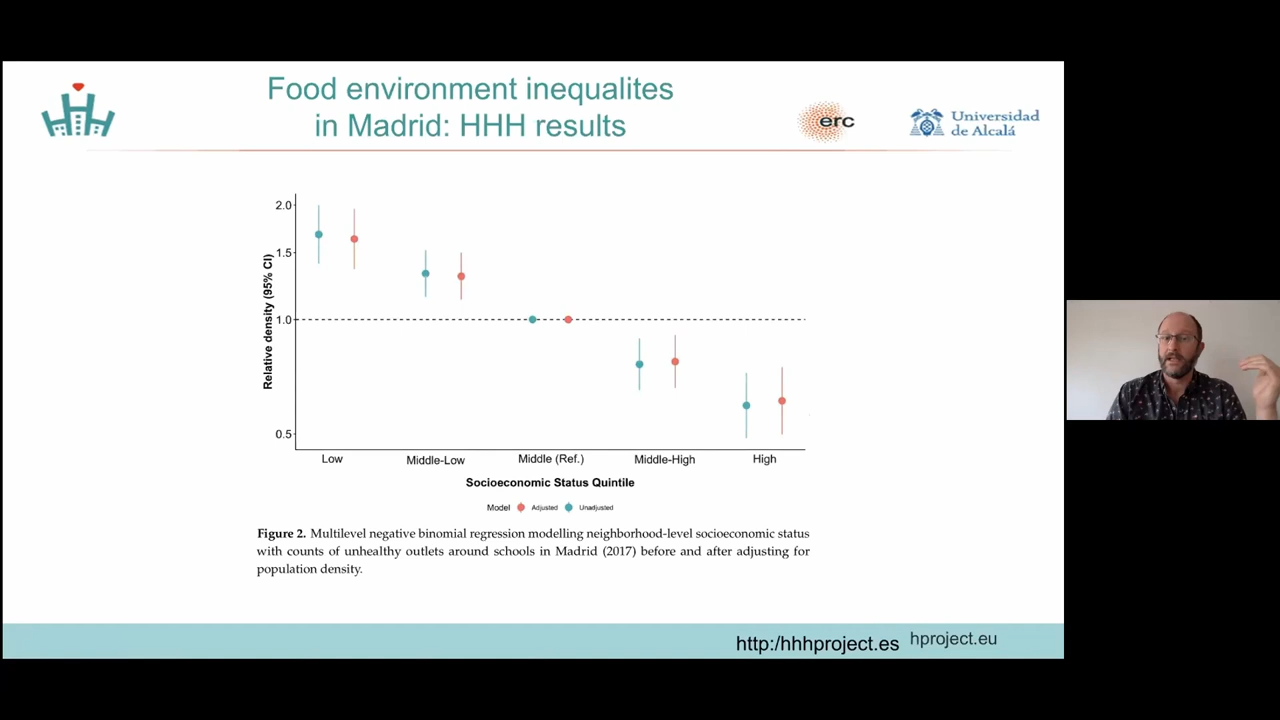 Food environment inequalites
in Madrid: HHH results
erc
Universidad
de Alcalá
2.0
1.5
1.0
0.5
Relative density (95% CI)
Low
Middle-Low
Middle (Ref.)
Middle-High
High
Socioeconomic Status Quintile
Model Adjusted Unadjusted
Figure 2. Multilevel negative binomial regression modelling neighborhood-level socioeconomic status
with counts of unhealthy outlets around schools in Madrid (2017) before and after adjusting for
population density.
http:/hhhproject.es hproject.eu